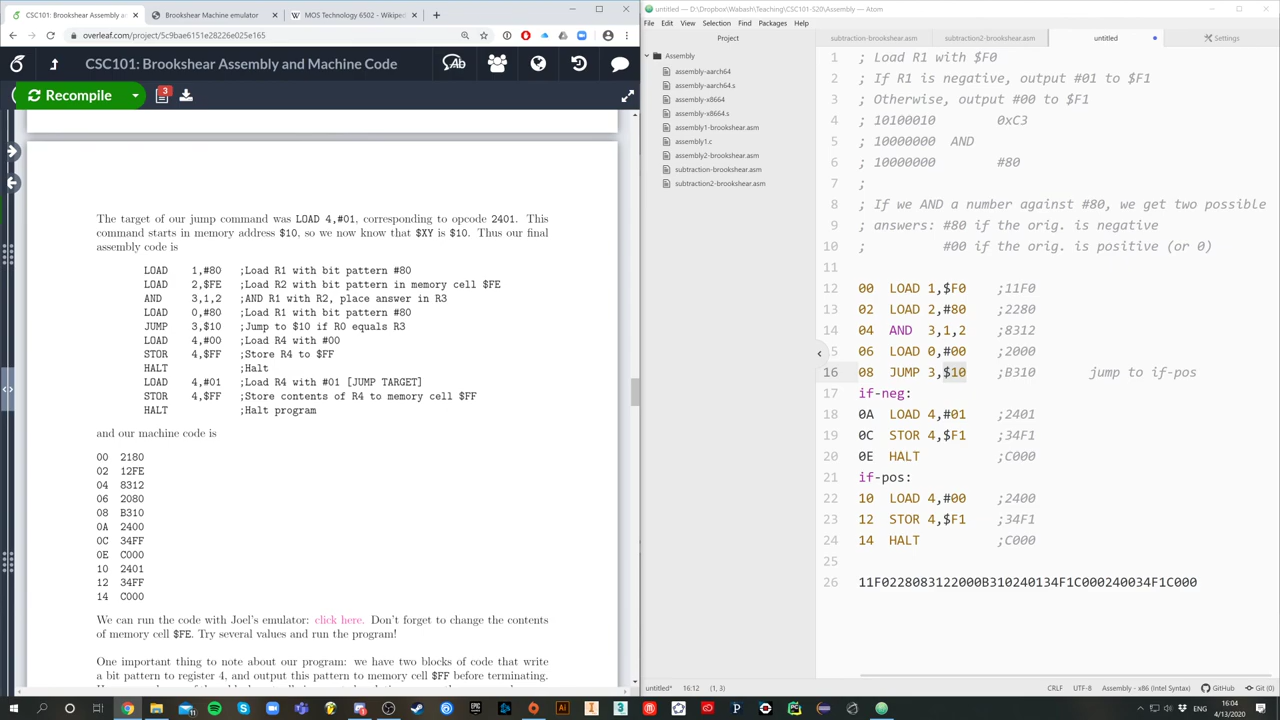 CSC101: Brookshear Assembly an
Brookshear Machine emulator
MOS Technology 6502 - Wikiped
overleaf.com/project/5c9bae6151e28226e025e165
CSC101: Brookshear Assembly and Machine Code
Recompile
3
The target of our jump command was LOAD 4,#01, corresponding to opcode 2401. This
command starts in memory address $10, so we now know that $XY is $10. Thus our final
assembly code is
LOAD 1,#80 ;Load R1 with bit pattern #80
LOAD 2,$FE ;Load R2 with bit pattern in memory cell $FE
AND 3,1,2 ;AND R1 with R2, place answer in R3
LOAD 0,#80 ;Load R1 with bit pattern #80
JUMP 3,$10 ;Jump to $10 if R0 equals R3
LOAD 4,#00 ;Load R4 with #00
STOR 4,$FF ;Store R4 to $FF
HALT ;Halt
LOAD 4,#01 ;Load R4 with #01 [JUMP TARGET]
STOR 4,$FF ;Store contents of R4 to memory cell $FF
HALT ;Halt program
and our machine code is
00 2180
02 12FE
04 8312
06 2080
08 B310
0A 2400
0C 34FF
0E C000
10 2401
12 34FF
14 C000
We can run the code with Joel's emulator: click here. Don't forget to change the contents
of memory cell $FE. Try several values and run the program!
One important thing to note about our program: we have two blocks of code that write
a bit pattern to register 4, and output this pattern to memory cell $FF before terminating.
untitled — D:\Dropbox\Wabash\Teaching\CSC101-S20\Assembly — Atom
File Edit View Selection Find Packages Help
Project
Assembly
assembly-aarch64
assembly-aarch64.s
assembly-x8664
assembly-x8664.s
assembly1-brookshear.asm
assembly1.c
assembly2-brookshear.asm
subtraction-brookshear.asm
subtraction2-brookshear.asm
subtraction-brookshear.asm
subtraction2-brookshear.asm
untitled
Settings
1 ; Load R1 with $F0
2 ; If R1 is negative, output #01 to $F1
3 ; Otherwise, output #00 to $F1
4 ; 10100010 0xC3
5 ; 10000000 AND
6 ; 10000000 #80
7 ;
8 ; If we AND a number against #80, we get two possible
9 ; answers: #80 if the orig. is negative
10 ; #00 if the orig. is positive (or 0)
11
12 00 LOAD 1,$F0 ;11F0
13 02 LOAD 2,#80 ;2280
14 04 AND 3,1,2 ;8312
15 06 LOAD 0,#00 ;2000
16 08 JUMP 3,$10 ;B310 jump to if-pos
17 if-neg:
18 0A LOAD 4,#01 ;2401
19 0C STOR 4,$F1 ;34F1
20 0E HALT ;C000
21 if-pos:
22 10 LOAD 4,#00 ;2400
23 12 STOR 4,$F1 ;34F1
24 14 HALT ;C000
25
26 11F0228083122000B310240134F1C000240034F1C000
untitled* 16:12 (1, 3)
CRLF UTF-8 Assembly - x86 (Intel Syntax) GitHub Git (0)
ENG
16:04
4/13/2020